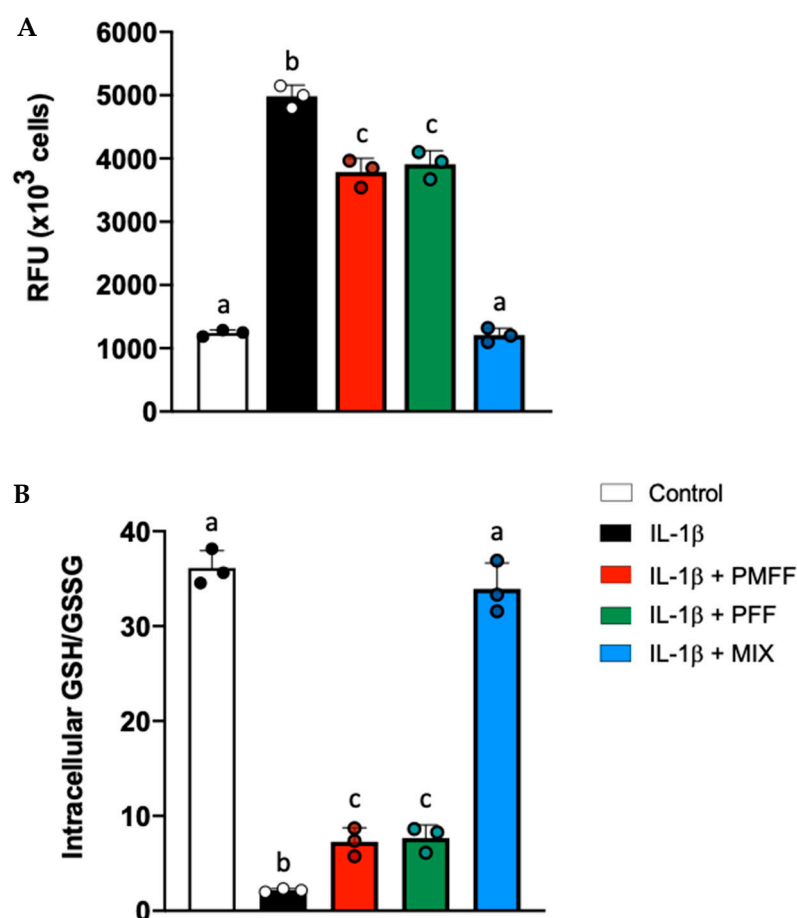 A
6000
5000
4000
3000
2000
1000
0
RFU (x10³ cells)
a
b
c
c
a
B
40
30
20
10
0
Intracellular GSH/GSSG
a
b
c
c
a
Control
IL-1β
IL-1β + PMFF
IL-1β + PFF
IL-1β + MIX